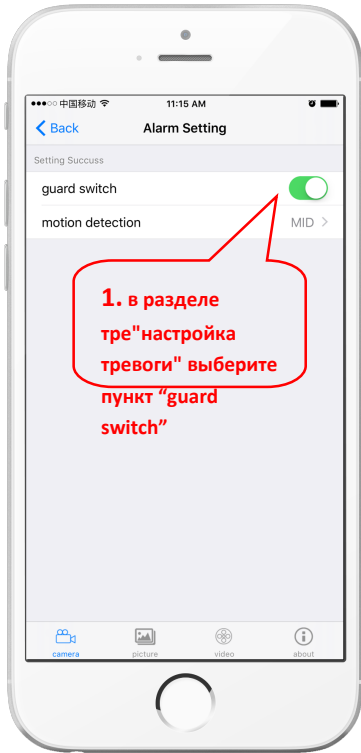 中国移动 11:15 AM
Back Alarm Setting
Setting Succuss
guard switch
motion detection MID
1. в разделе
тре"настройка
тревоги" выберите
пункт “guard
switch”
camera picture video about